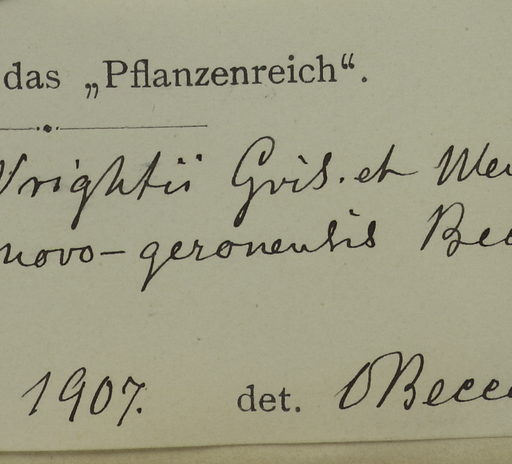 das „Pflanzenreich“.
Wrightii Gris. et
novo-geronensis
1907. det. O